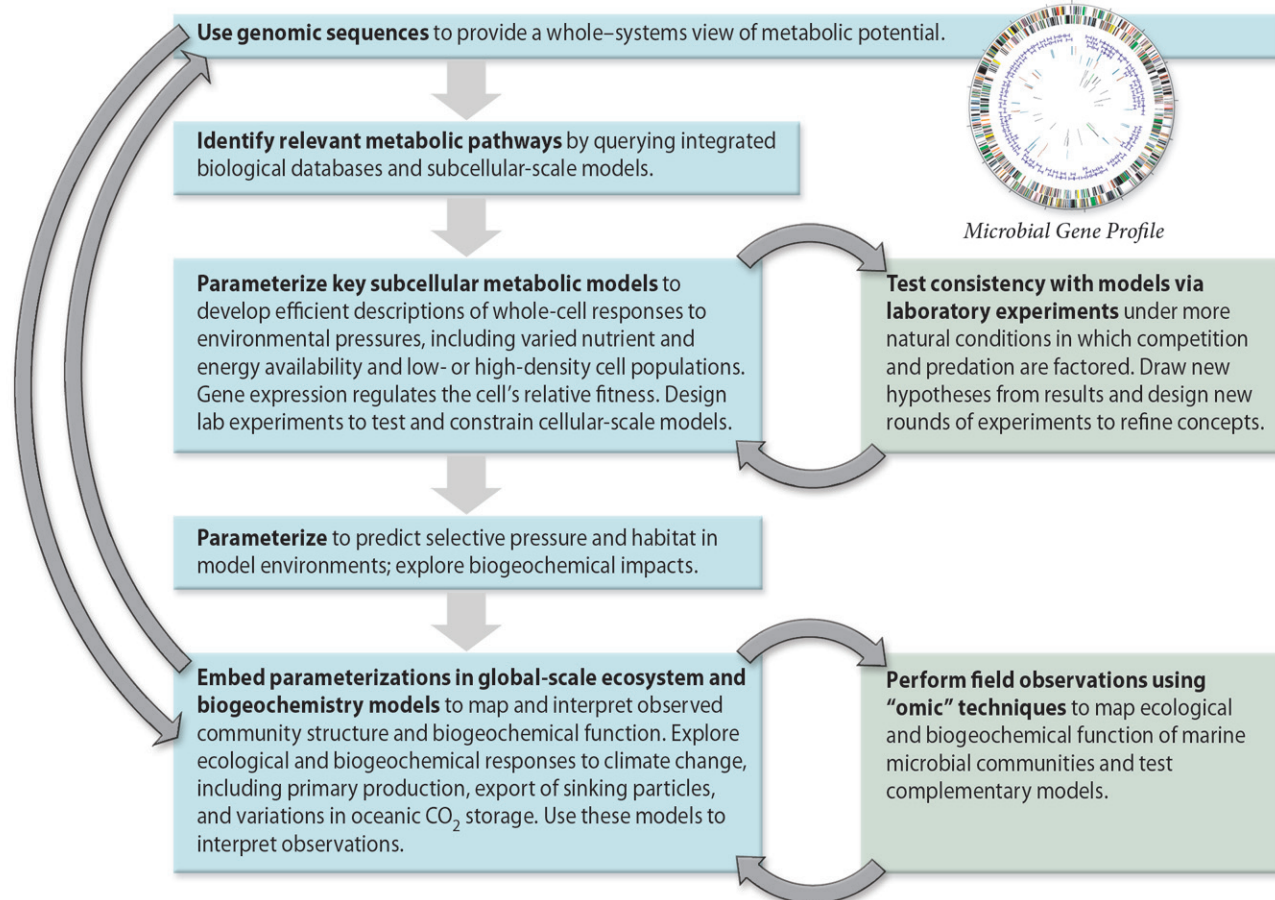 Use genomic sequences to provide a whole–systems view of metabolic potential.
Identify relevant metabolic pathways by querying integrated
biological databases and subcellular-scale models.
Microbial Gene Profile
Parameterize key subcellular metabolic models to
develop efficient descriptions of whole-cell responses to
environmental pressures, including varied nutrient and
energy availability and low- or high-density cell populations.
Gene expression regulates the cell’s relative fitness. Design
lab experiments to test and constrain cellular-scale models.
Test consistency with models via
laboratory experiments under more
natural conditions in which competition
and predation are factored. Draw new
hypotheses from results and design new
rounds of experiments to refine concepts.
Parameterize to predict selective pressure and habitat in
model environments; explore biogeochemical impacts.
Embed parameterizations in global-scale ecosystem and
biogeochemistry models to map and interpret observed
community structure and biogeochemical function. Explore
ecological and biogeochemical responses to climate change,
including primary production, export of sinking particles,
and variations in oceanic CO₂ storage. Use these models to
interpret observations.
Perform field observations using
“omic” techniques to map ecological
and biogeochemical function of marine
microbial communities and test
complementary models.